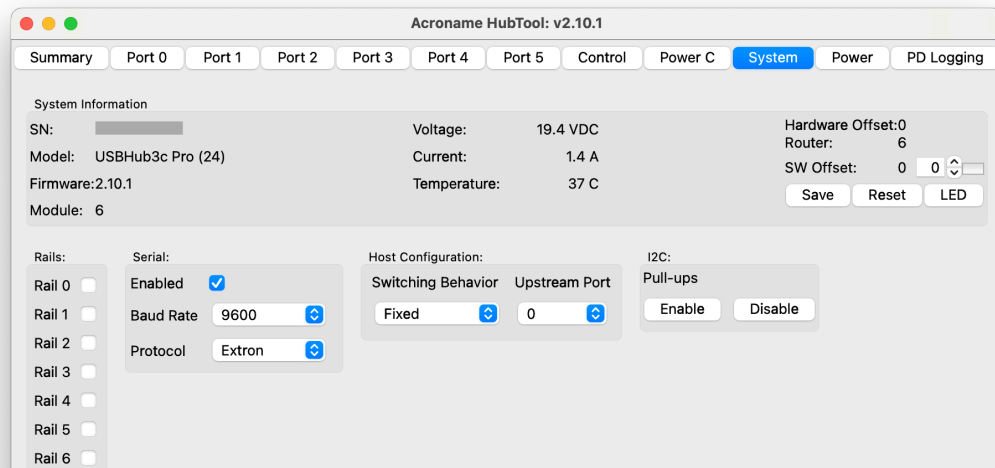 Acroname HubTool: v2.10.1
Summary Port 0 Port 1 Port 2 Port 3 Port 4 Port 5 Control Power C System Power PD Logging
System Information
SN:
Model: USBHub3c Pro (24)
Firmware:2.10.1
Module: 6
Voltage: 19.4 VDC
Current: 1.4 A
Temperature: 37 C
Hardware Offset:0
Router: 6
SW Offset: 0 0
Save Reset LED
Rails:
Rail 0
Rail 1
Rail 2
Rail 3
Rail 4
Rail 5
Rail 6
Serial:
Enabled
Baud Rate 9600
Protocol Extron
Host Configuration:
Switching Behavior Upstream Port
Fixed 0
I2C:
Pull-ups
Enable Disable